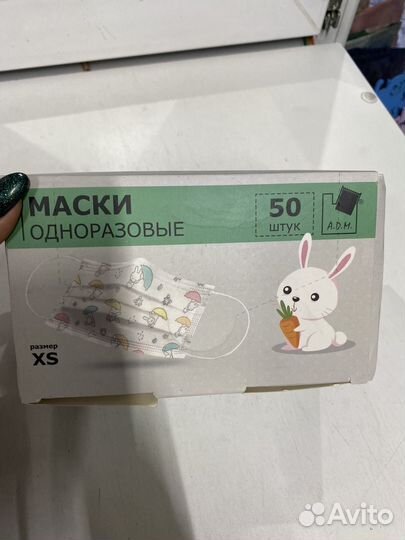 МАСКИ
ОДНОРАЗОВЫЕ
50
штук
A.D.M.
размер
XS
Avito